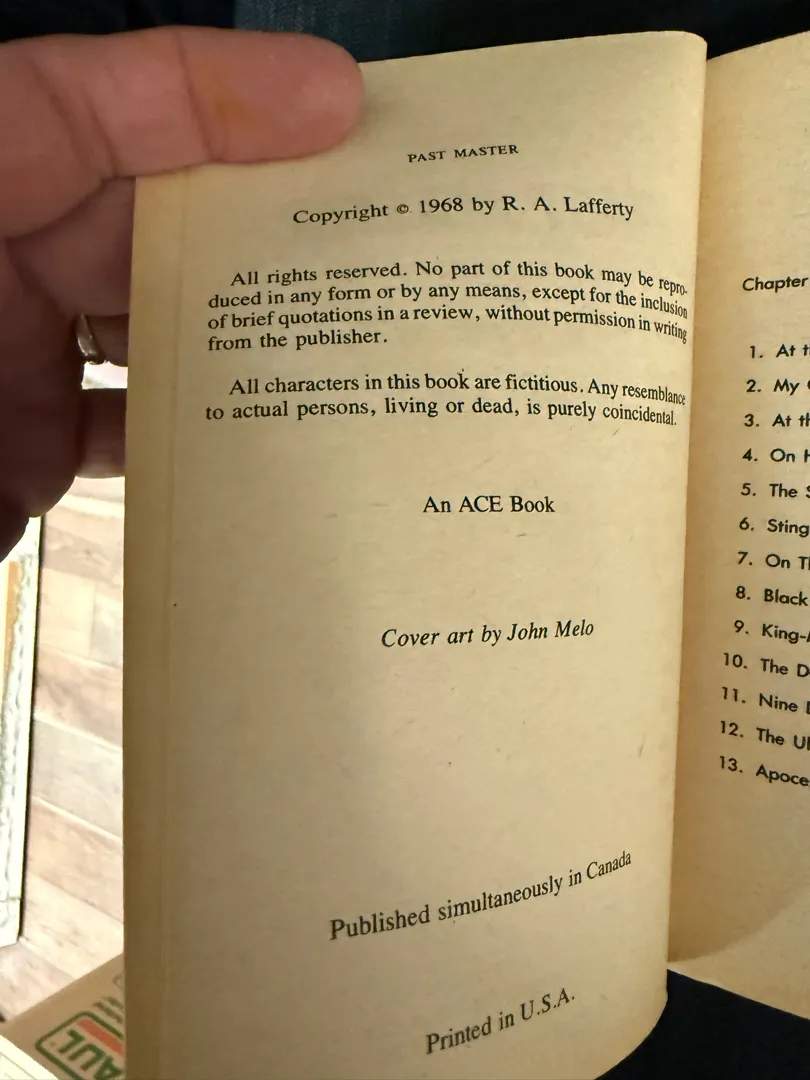 PAST MASTER
Copyright © 1968 by R. A. Lafferty
All rights reserved. No part of this book may be repro-
duced in any form or by any means, except for the inclusion
of brief quotations in a review, without permission in writing
from the publisher.
All characters in this book are fictitious. Any resemblance
to actual persons, living or dead, is purely coincidental.
An ACE Book
Cover art by John Melo
Published simultaneously in Canada
Printed in U.S.A.
Chapter
1. At
2. My
3. At
4. On
5. The
6. Sting
7. On
8. Black
9. King-
10. The
11. Nine
12. The
13.